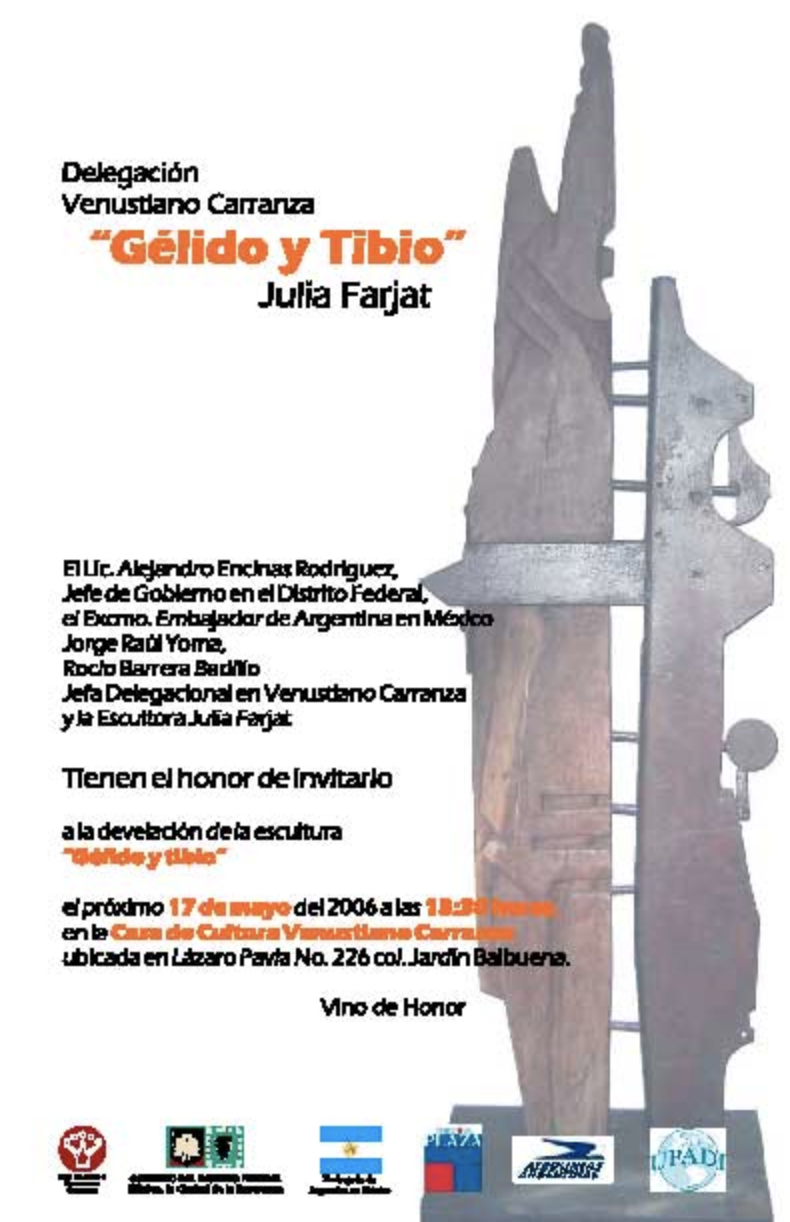 Delegación
Venustiano Carranza
"Gélido y Tibio"
Julia Farjat
El Lic. Alejandro Encinas Rodríguez,
Jefe de Gobierno en el Distrito Federal,
el Excmo. Embajador de Argentina en México
Jorge Raúl Yoma,
Rocío Barrera Badillo
Jefa Delegacional en Venustiano Carranza
y la Escultora Julia Farjat
Tienen el honor de invitarlo
a la develación de la escultura
"Gélido y tibio"
el próximo 17 de mayo del 2006 a las
en la Casa de Cultura Venustiano Carranza
ubicada en Lázaro Pavía No. 226 col. Jardín Balbuena.
Vino de Honor
PLAZA
UPADI